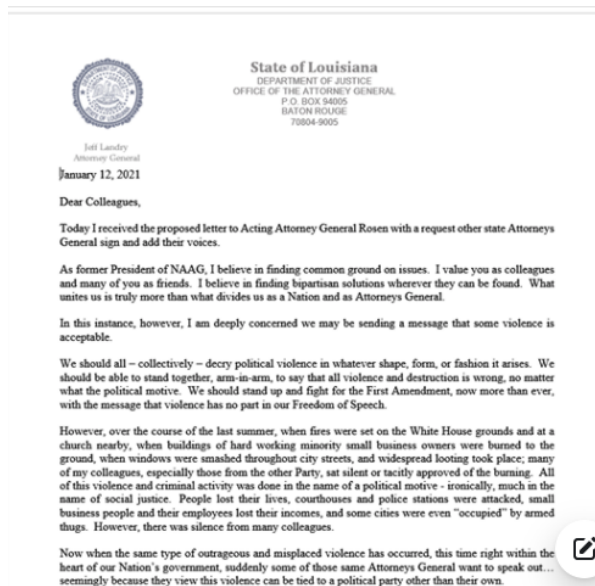 State of Louisiana
DEPARTMENT OF JUSTICE
OFFICE OF THE ATTORNEY GENERAL
P.O. BOX 94005
BATON ROUGE
70804-9005
Jeff Landry
Attorney General
January 12, 2021
Dear Colleagues,
Today I received the proposed letter to Acting Attorney General Rosen with a request other state Attorneys
General sign and add their voices.
As former President of NAAG, I believe in finding common ground on issues. I value you as colleagues
and many of you as friends. I believe in finding bipartisan solutions wherever they can be found. What
unites us is truly more than what divides us as a Nation and as Attorneys General.
In this instance, however, I am deeply concerned we may be sending a message that some violence is
acceptable.
We should all – collectively – decry political violence in whatever shape, form, or fashion it arises. We
should be able to stand together, arm-in-arm, to say that all violence and destruction is wrong, no matter
what the political motive. We should stand up and fight for the First Amendment, now more than ever,
with the message that violence has no part in our Freedom of Speech.
However, over the course of the last summer, when fires were set on the White House grounds and at a
church nearby, when buildings of hard working minority small business owners were burned to the
ground, when windows were smashed throughout city streets, and widespread looting took place; many
of my colleagues, especially those from the other Party, sat silent or tacitly approved of the burning. All
of this violence and criminal activity was done in the name of a political motive - ironically, much in the
name of social justice. People lost their lives, courthouses and police stations were attacked, small
business people and their employees lost their incomes, and some cities were even “occupied” by armed
thugs. However, there was silence from many colleagues.
Now when the same type of outrageous and misplaced violence has occurred, this time right within the
heart of our Nation’s government, suddenly some of those same Attorneys General want to speak out…
seemingly because they view this violence can be tied to a political party other than their own.